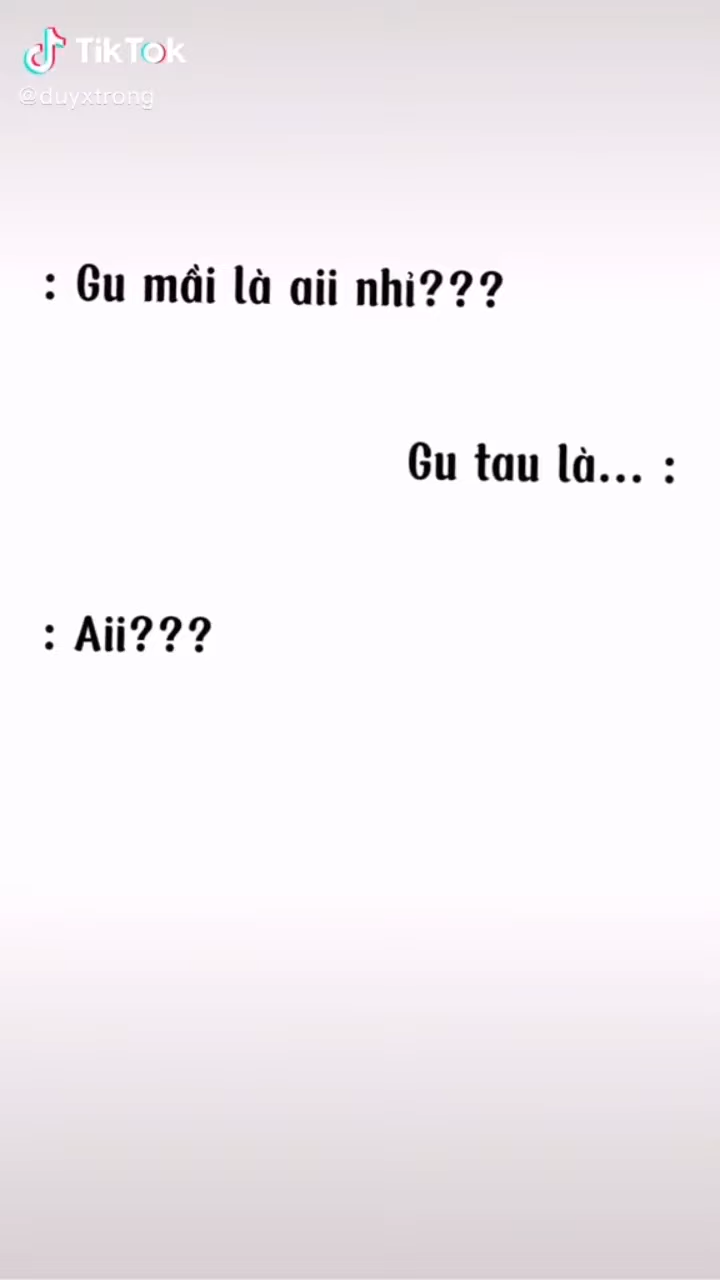 TikTok
@duyxtrong
: Gu mầi là aii nhỉ???
Gu tau là... :
: Aii???